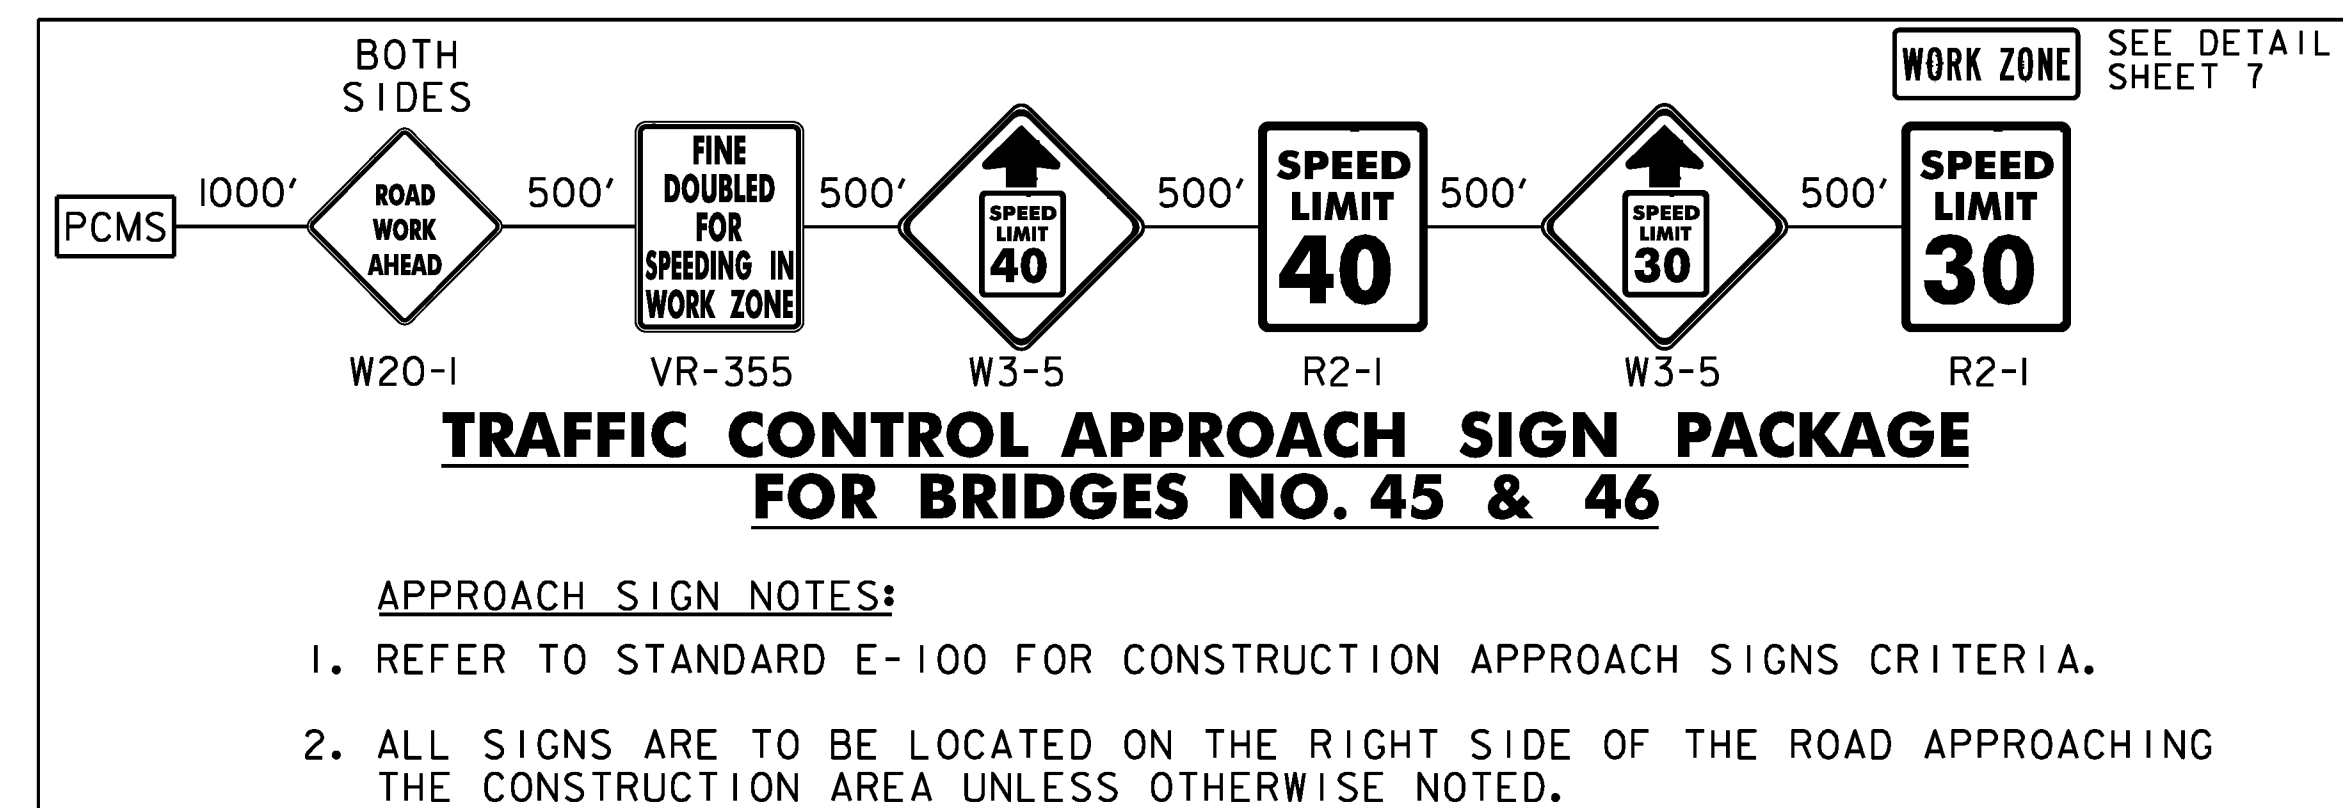 BOTH
SIDES
WORK ZONE
SEE DETAIL
SHEET 7
PCMS
1000'
ROAD
WORK
AHEAD
500'
FINE
DOUBLED
FOR
SPEEDING IN
WORK ZONE
500'
SPEED
LIMIT
40
500'
SPEED
LIMIT
40
500'
SPEED
LIMIT
30
500'
SPEED
LIMIT
30
W20-1
VR-355
W3-5
R2-1
W3-5
R2-1
TRAFFIC CONTROL APPROACH SIGN PACKAGE
FOR BRIDGES NO. 45 & 46
APPROACH SIGN NOTES:
1. REFER TO STANDARD E-100 FOR CONSTRUCTION APPROACH SIGNS CRITERIA.
2. ALL SIGNS ARE TO BE LOCATED ON THE RIGHT SIDE OF THE ROAD APPROACHING
THE CONSTRUCTION AREA UNLESS OTHERWISE NOTED.